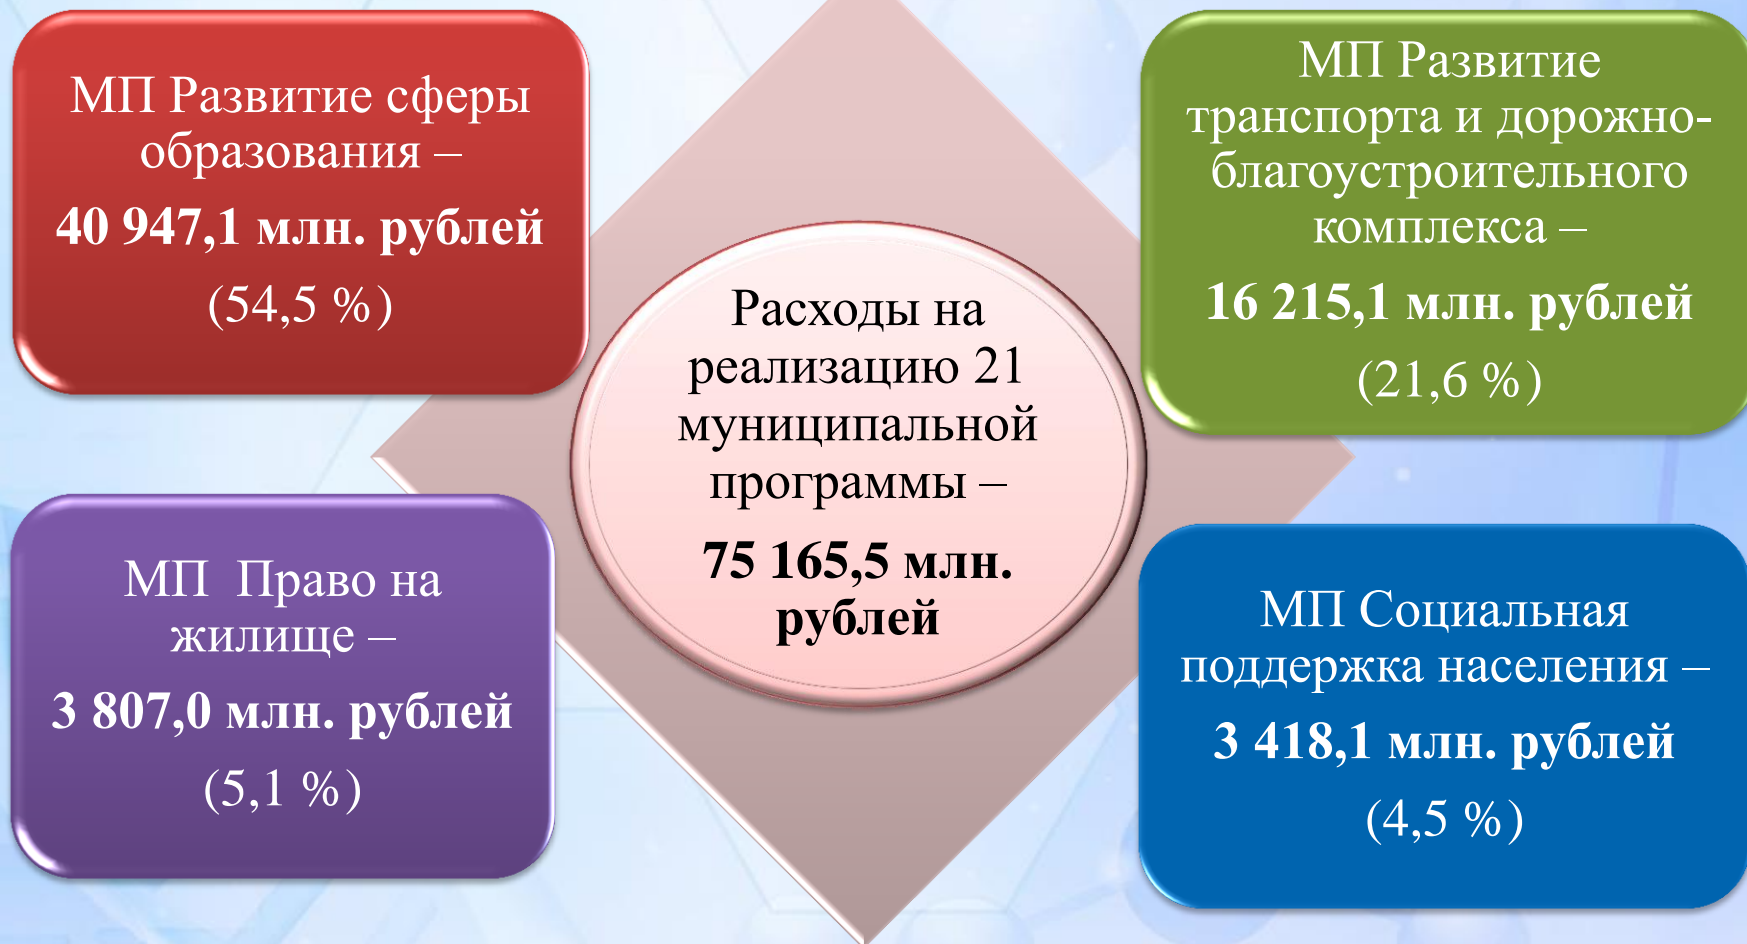 МП Развитие сферы
образования –
40 947,1 млн. рублей
(54,5 %)
МП Развитие
транспорта и дорожно-
благоустроительного
комплекса –
16 215,1 млн. рублей
(21,6 %)
Расходы на
реализацию 21
муниципальной
программы –
75 165,5 млн.
рублей
МП  Право на
жилище –
3 807,0 млн. рублей
(5,1 %)
МП Социальная
поддержка населения –
3 418,1 млн. рублей
(4,5 %)